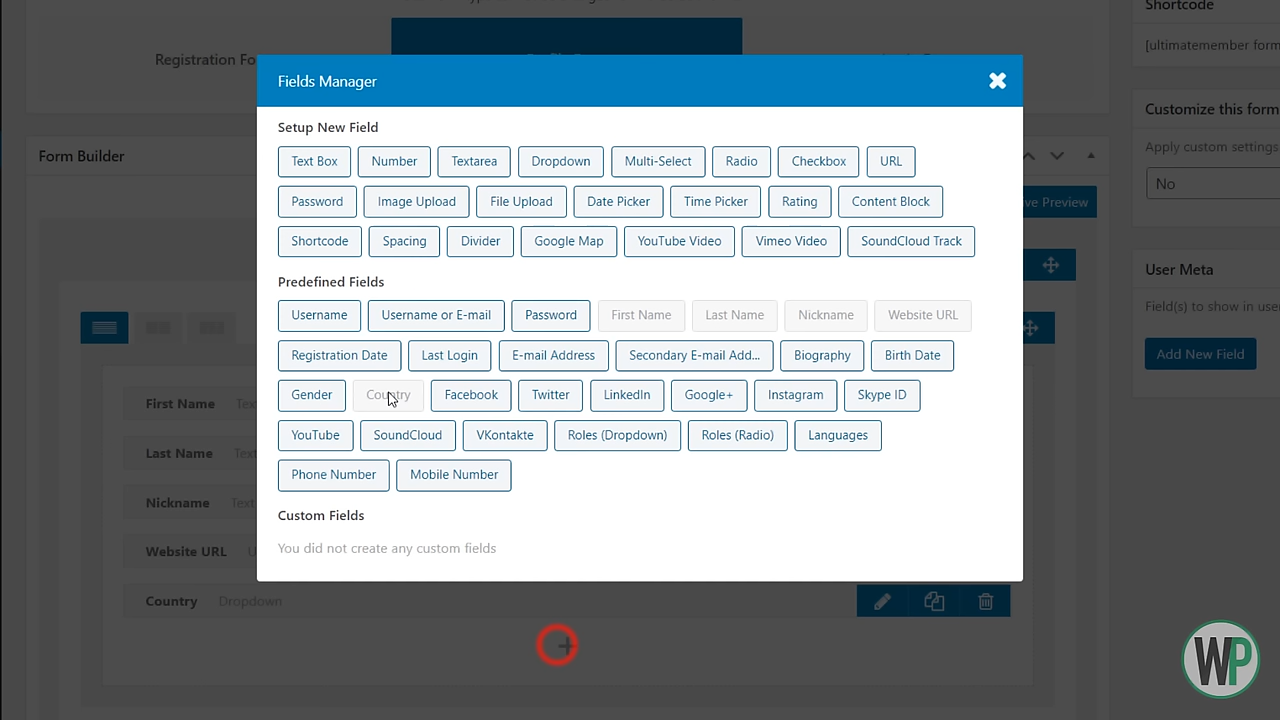 Shortcode
Registration Fo
[ultimatemember form
Fields Manager
Setup New Field
Customize this form
Text Box Number Textarea Dropdown Multi-Select Radio Checkbox URL
Form Builder
Apply custom settings
No
Password Image Upload File Upload Date Picker Time Picker Rating Content Block
ve Preview
Shortcode Spacing Divider Google Map YouTube Video Vimeo Video SoundCloud Track
User Meta
Predefined Fields
Field(s) to show in user
Username Username or E-mail Password First Name Last Name Nickname Website URL
Registration Date Last Login E-mail Address Secondary E-mail Add... Biography Birth Date
Add New Field
Gender Country Facebook Twitter LinkedIn Google+ Instagram Skype ID
First Name
YouTube SoundCloud VKontakte Roles (Dropdown) Roles (Radio) Languages
Last Name Text
Phone Number Mobile Number
Nickname Text
Custom Fields
You did not create any custom fields
Website URL U
Country Dropdown
WP